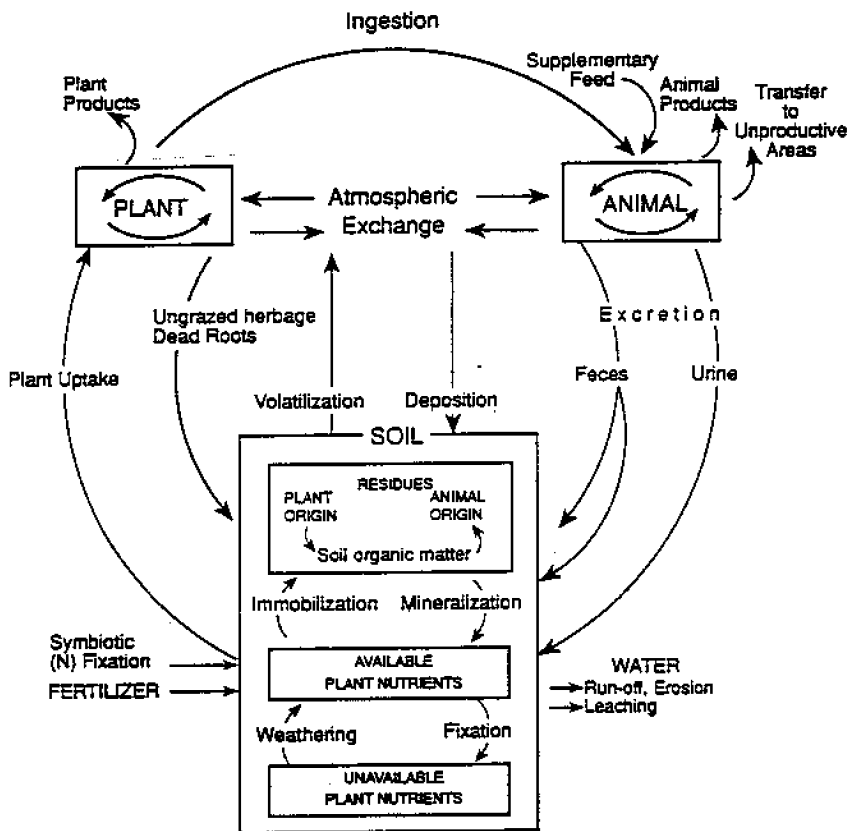 Ingestion
Plant
Products
Supplementary
Feed
Animal
Products
Transfer
to
Unproductive
Areas
PLANT
Atmospheric
Exchange
ANIMAL
Ungrazed herbage
Dead Roots
Excretion
Plant Uptake
Feces
Urine
Volatilization
Deposition
SOIL
RESIDUES
PLANT
ORIGIN
ANIMAL
ORIGIN
Soil organic matter
Immobilization
Mineralization
Symbiotic
(N) Fixation
FERTILIZER
AVAILABLE
PLANT NUTRIENTS
WATER
Run-off, Erosion
Leaching
Weathering
Fixation
UNAVAILABLE
PLANT NUTRIENTS